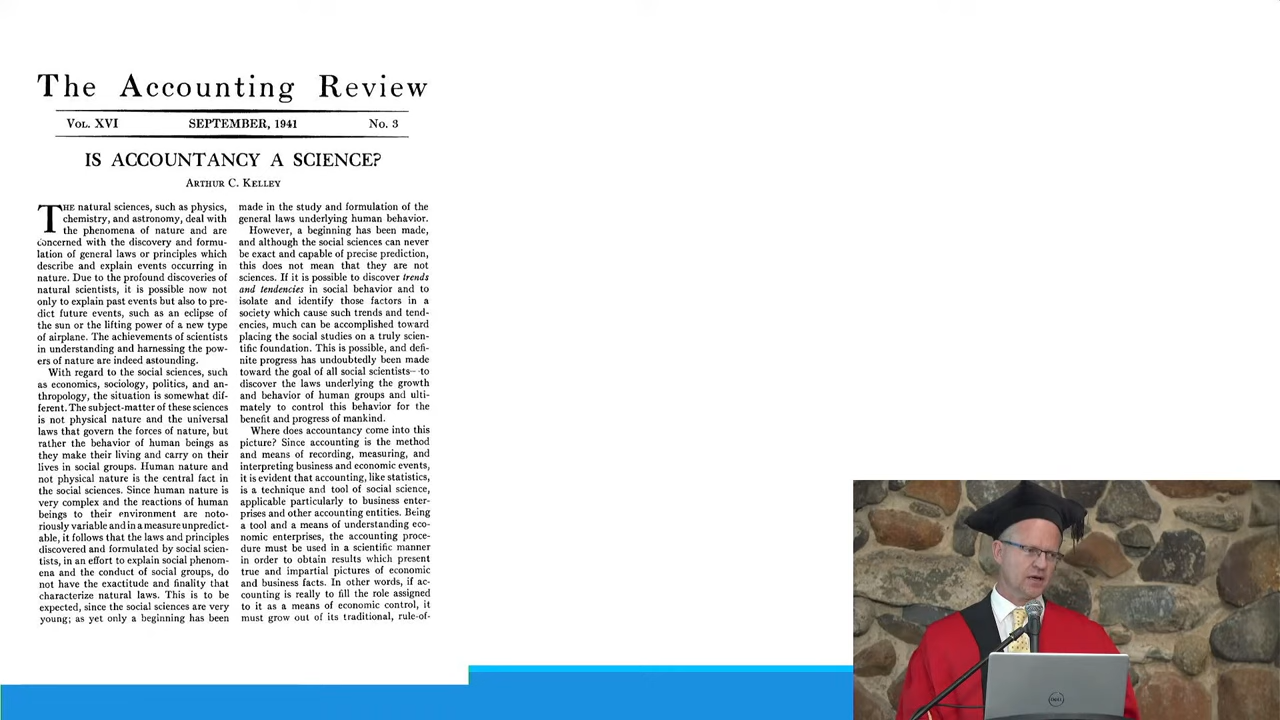 The Accounting Review
VOL. XVI SEPTEMBER, 1941 No. 3
IS ACCOUNTANCY A SCIENCE?
ARTHUR C. KELLEY
THE natural sciences, such as physics,
chemistry, and astronomy, deal with
the phenomena of nature and are
concerned with the discovery and formu-
lation of general laws or principles which
describe and explain events occurring in
nature. Due to the profound discoveries of
natural scientists, it is possible now not
only to explain past events but also to pre-
dict future events, such as an eclipse of
the sun or the lifting power of a new type
of airplane. The achievements of scientists
in understanding and harnessing the pow-
ers of nature are indeed astounding.
With regard to the social sciences, such
as economics, sociology, politics, and an-
thropology, the situation is somewhat dif-
ferent. The subject-matter of these sciences
is not physical nature and the universal
laws that govern the forces of nature, but
rather the behavior of human beings as
they make their living and carry on their
lives in social groups. Human nature and
not physical nature is the central fact in
the social sciences. Since human nature is
very complex and the reactions of human
beings to their environment are noto-
riously variable and in a measure unpredict-
able, it follows that the laws and principles
discovered and formulated by social scien-
tists, in an effort to explain social phenom-
ena and the conduct of social groups, do
not have the exactitude and finality that
characterize natural laws. This is to be
expected, since the social sciences are very
young; as yet only a beginning has been
made in the study and formulation of the
general laws underlying human behavior.
However, a beginning has been made,
and although the social sciences can never
be exact and capable of precise prediction,
this does not mean that they are not
sciences. If it is possible to discover trends
and tendencies in social behavior and to
isolate and identify those factors in a
society which cause such trends and tend-
encies, much can be accomplished toward
placing the social studies on a truly scien-
tific foundation. This is possible, and defi-
nite progress has undoubtedly been made
toward the goal of all social scientists—to
discover the laws underlying the growth
and behavior of human groups and ulti-
mately to control this behavior for the
benefit and progress of mankind.
Where does accountancy come into this
picture? Since accounting is the method
and means of recording, measuring, and
interpreting business and economic events,
it is evident that accounting, like statistics,
is a technique and tool of social science,
applicable particularly to business enter-
prises and other accounting entities. Being
a tool and a means of understanding eco-
nomic enterprises, the accounting proce-
dure must be used in a scientific manner
in order to obtain results which present
true and impartial pictures of economic
and business facts. In other words, if ac-
counting is really to fill the role assigned
to it as a means of economic control, it
must grow out of its traditional, rule-of-
DELL